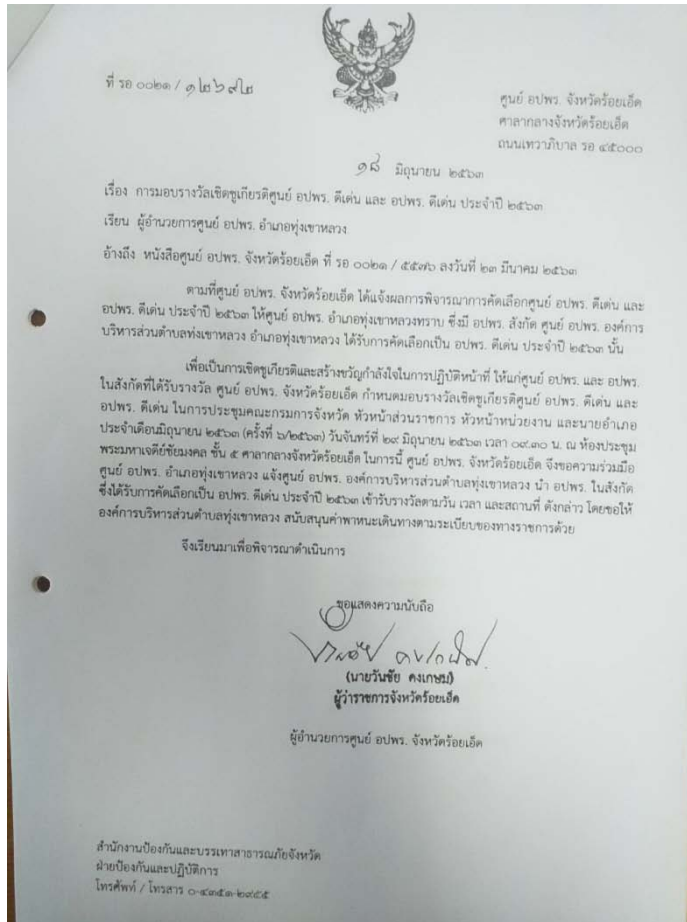 ที่ รอ ๐๐๒๑ / ๑๒๖๙๒
ศูนย์ อปพร. จังหวัดร้อยเอ็ด
ศาลากลางจังหวัดร้อยเอ็ด
ถนนเทวาภิบาล รอ ๔๕๐๐๐
๑๘ มิถุนายน ๒๕๖๓
เรื่อง การมอบรางวัลเชิดชูเกียรติศูนย์ อปพร. ดีเด่น และ อปพร. ดีเด่น ประจำปี ๒๕๖๓
เรียน ผู้อำนวยการศูนย์ อปพร. อำเภอทุ่งเขาหลวง
อ้างถึง หนังสือศูนย์ อปพร. จังหวัดร้อยเอ็ด ที่ รอ ๐๐๒๑ / ๕๕๗๖ ลงวันที่ ๒๓ มีนาคม ๒๕๖๓
ตามที่ศูนย์ อปพร. จังหวัดร้อยเอ็ด ได้แจ้งผลการพิจารณาการคัดเลือกศูนย์ อปพร. ดีเด่น และ
อปพร. ดีเด่น ประจำปี ๒๕๖๓ ให้ศูนย์ อปพร. อำเภอทุ่งเขาหลวงทราบ ซึ่งมี อปพร. สังกัด ศูนย์ อปพร. องค์การ
บริหารส่วนตำบลทุ่งเขาหลวง อำเภอทุ่งเขาหลวง ได้รับการคัดเลือกเป็น อปพร. ดีเด่น ประจำปี ๒๕๖๓ นั้น
เพื่อเป็นการเชิดชูเกียรติและสร้างขวัญกำลังใจในการปฏิบัติหน้าที่ ให้แก่ศูนย์ อปพร. และ อปพร.
ในสังกัดที่ได้รับรางวัล ศูนย์ อปพร. จังหวัดร้อยเอ็ด กำหนดมอบรางวัลเชิดชูเกียรติศูนย์ อปพร. ดีเด่น และ
อปพร. ดีเด่น ในการประชุมคณะกรมการจังหวัด หัวหน้าส่วนราชการ หัวหน้าหน่วยงาน และนายอำเภอ
ประจำเดือนมิถุนายน ๒๕๖๓ (ครั้งที่ ๖/๒๕๖๓) วันจันทร์ที่ ๒๙ มิถุนายน ๒๕๖๓ เวลา ๐๙.๓๐ น. ณ ห้องประชุม
พระมหาเจดีย์ชัยมงคล ชั้น ๕ ศาลากลางจังหวัดร้อยเอ็ด ในการนี้ ศูนย์ อปพร. จังหวัดร้อยเอ็ด จึงขอความร่วมมือ
ศูนย์ อปพร. อำเภอทุ่งเขาหลวง แจ้งศูนย์ อปพร. องค์การบริหารส่วนตำบลทุ่งเขาหลวง นำ อปพร. ในสังกัด
ซึ่งได้รับการคัดเลือกเป็น อปพร. ดีเด่น ประจำปี ๒๕๖๓ เข้ารับรางวัลตามวัน เวลา และสถานที่ ดังกล่าว โดยขอให้
องค์การบริหารส่วนตำบลทุ่งเขาหลวง สนับสนุนค่าพาหนะเดินทางตามระเบียบของทางราชการด้วย
จึงเรียนมาเพื่อพิจารณาดำเนินการ
ขอแสดงความนับถือ
(นายวันชัย คงเกษม)
ผู้ว่าราชการจังหวัดร้อยเอ็ด
ผู้อำนวยการศูนย์ อปพร. จังหวัดร้อยเอ็ด
สำนักงานป้องกันและบรรเทาสาธารณภัยจังหวัด
ฝ่ายป้องกันและปฏิบัติการ
โทรศัพท์ / โทรสาร ๐-๔๓๕๑-๒๙๕๕